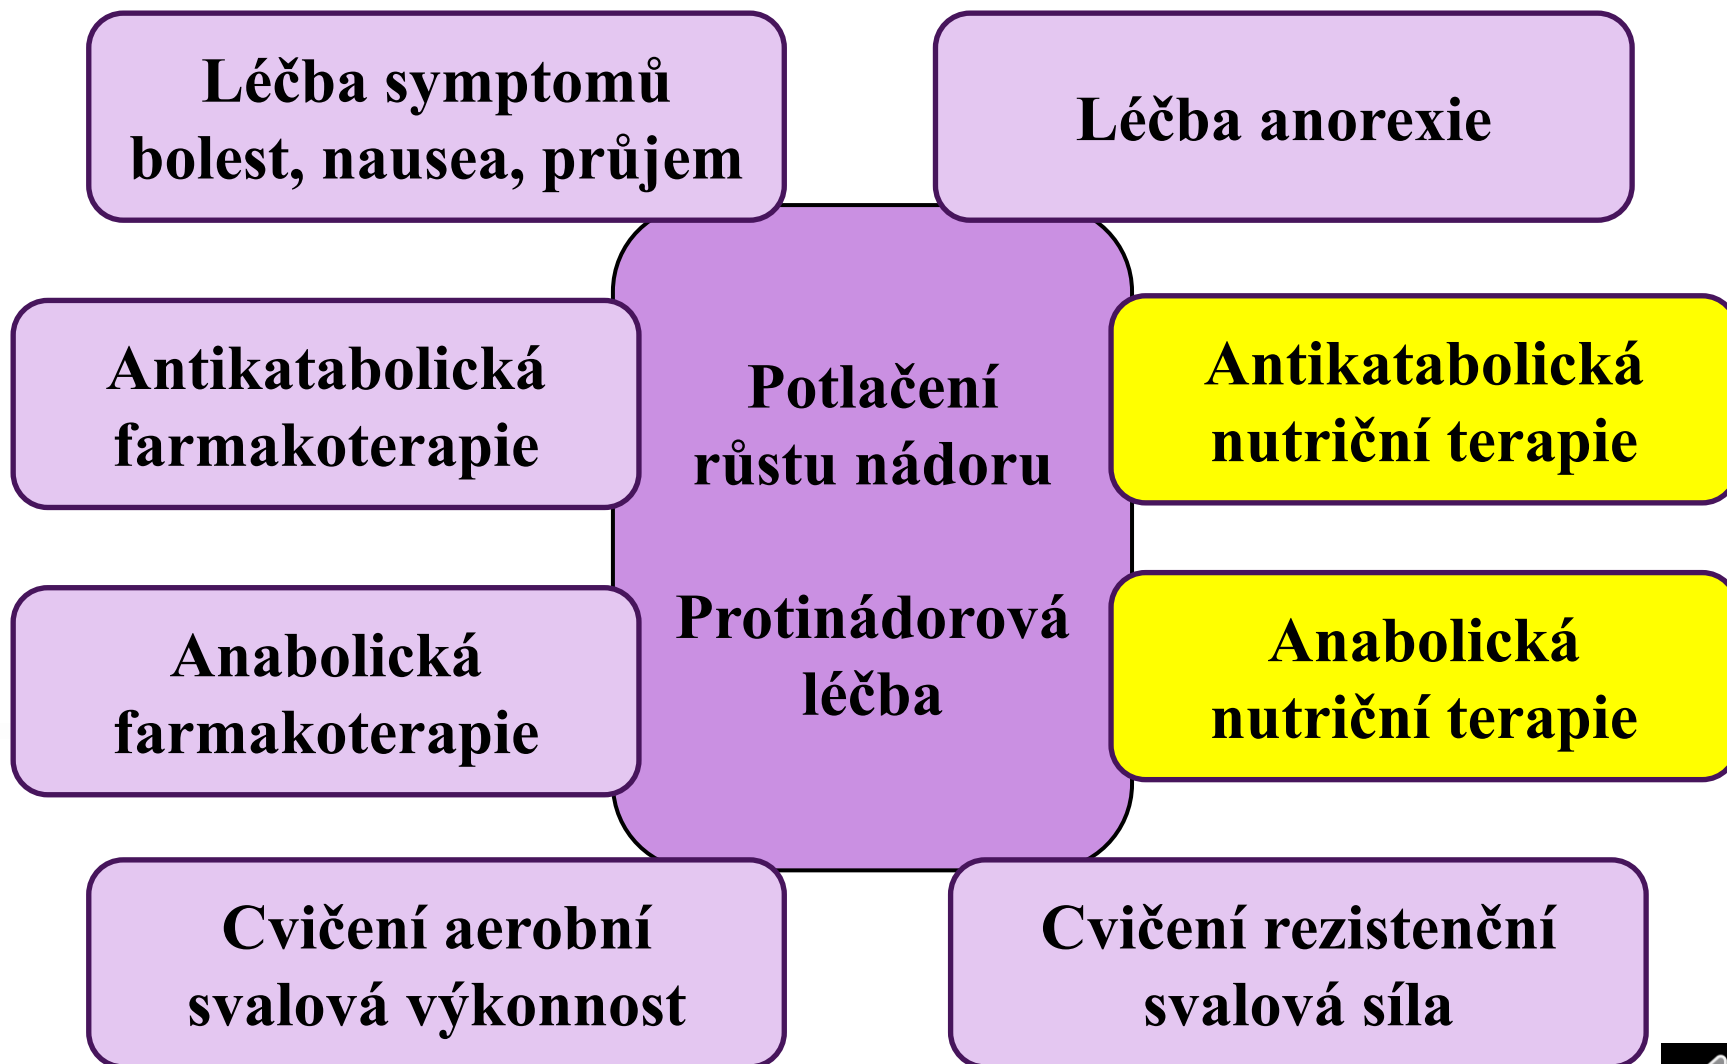 Léčba symptomů
bolest, nausea, průjem
Léčba anorexie
Antikatabolická
farmakoterapie
Potlačení
růstu nádoru
Protinádorová
léčba
Antikatabolická
nutriční terapie
Anabolická
farmakoterapie
Anabolická
nutriční terapie
Cvičení aerobní
svalová výkonnost
Cvičení rezistenční
svalová síla